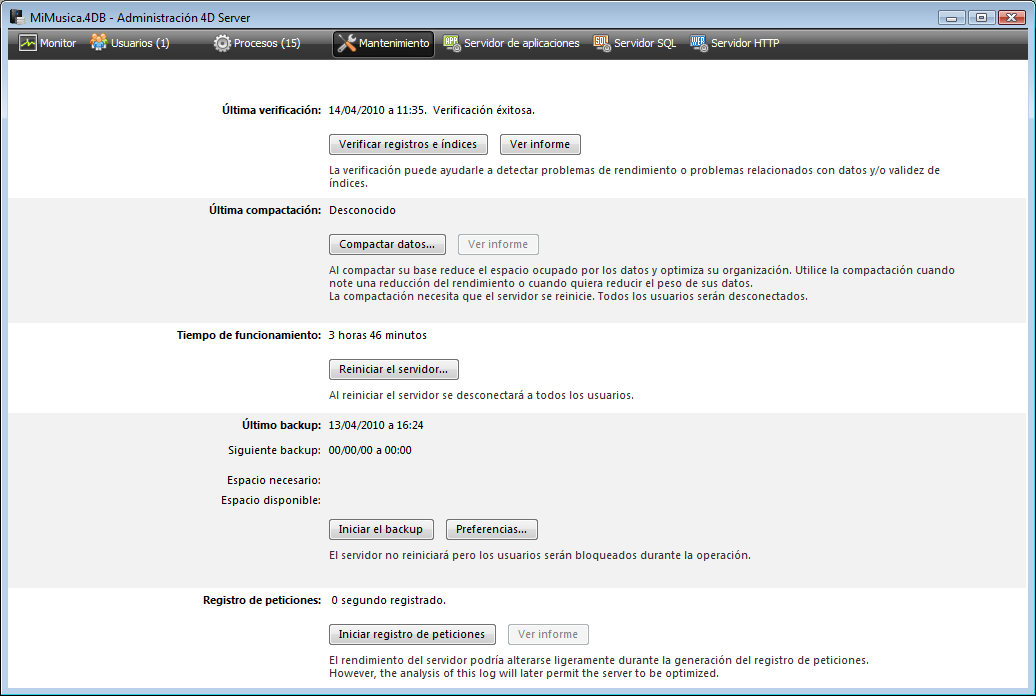 MiMusica.4DB - Administración 4D Server
Monitor Usuarios (1) Procesos (15) Mantenimiento APP Servidor de aplicaciones SQL Servidor SQL WEB Servidor HTTP
Última verificación: 14/04/2010 a 11:35. Verificación éxitosa.
Verificar registros e índices Ver informe
La verificación puede ayudarle a detectar problemas de rendimiento o problemas relacionados con datos y/o validez de
índices.
Última compactación: Desconocido
Compactar datos... Ver informe
Al compactar su base reduce el espacio ocupado por los datos y optimiza su organización. Utilice la compactación cuando
note una reducción del rendimiento o cuando quiera reducir el peso de sus datos.
La compactación necesita que el servidor se reinicie. Todos los usuarios serán desconectados.
Tiempo de funcionamiento: 3 horas 46 minutos
Reiniciar el servidor...
Al reiniciar el servidor se desconectará a todos los usuarios.
Último backup: 13/04/2010 a 16:24
Siguiente backup: 00/00/00 a 00:00
Espacio necesario:
Espacio disponible:
Iniciar el backup Preferencias...
El servidor no reiniciará pero los usuarios serán bloqueados durante la operación.
Registro de peticiones: 0 segundo registrado.
Iniciar registro de peticiones Ver informe
El rendimiento del servidor podría alterarse ligeramente durante la generación del registro de peticiones.
However, the analysis of this log will later permit the server to be optimized.